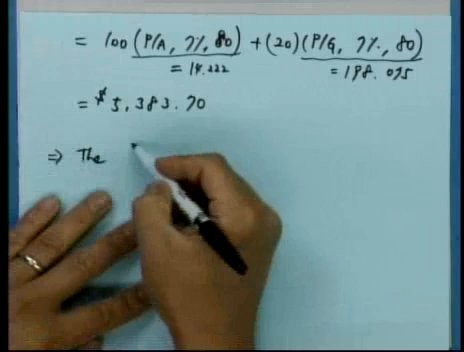 = 100 (P/A, 7%, 80) + (20) (P/G, 7%, 80)
= 14.222 = 198.075
= $5,383.70
⇒ The